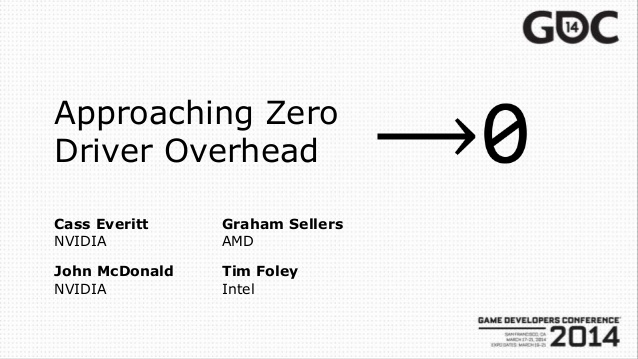 GDC
14
Approaching Zero
Driver Overhead
→0
Cass Everitt
NVIDIA
Graham Sellers
AMD
John McDonald
NVIDIA
Tim Foley
Intel
GAME DEVELOPERS CONFERENCE
SAN FRANCISCO, CA
MARCH 17-21, 2014
EXPO DATES: MARCH 19-21
2014